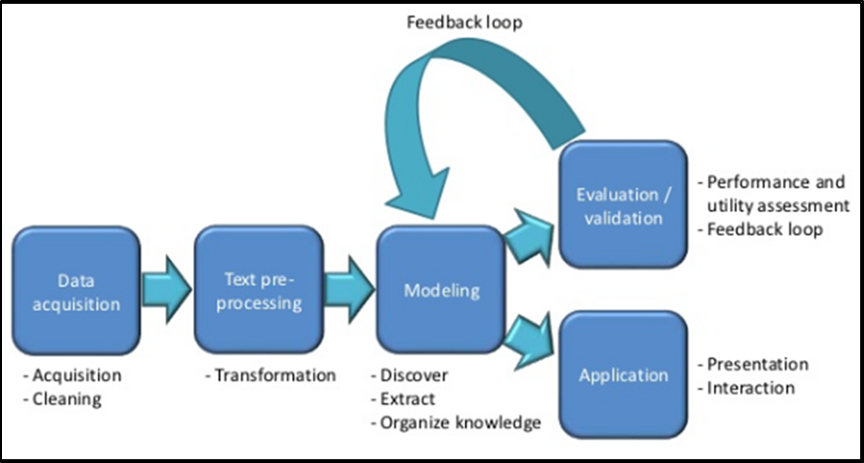 Feedback loop
Data
acquisition
- Acquisition
- Cleaning
Text pre-
processing
- Transformation
Modeling
- Discover
- Extract
- Organize knowledge
Evaluation /
validation
- Performance and
utility assessment
- Feedback loop
Application
- Presentation
- Interaction